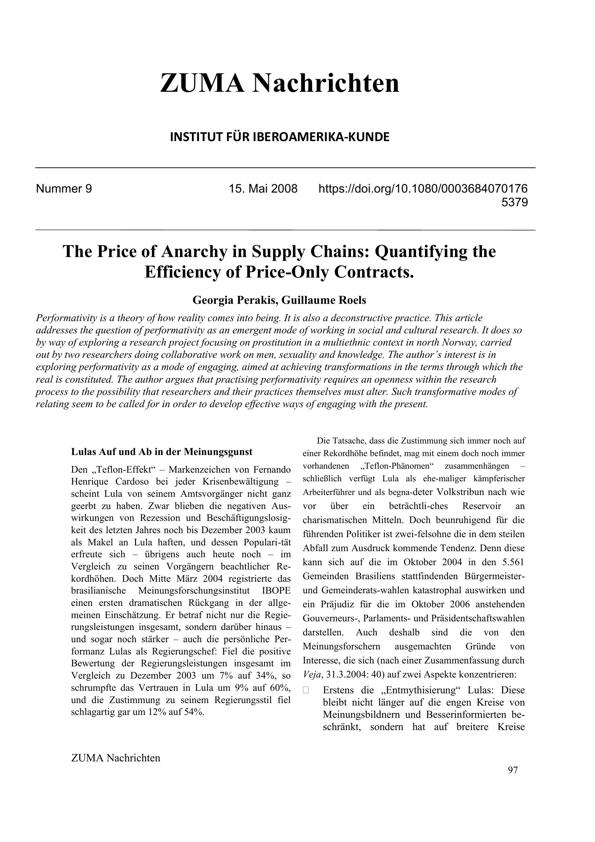 ZUMA Nachrichten
INSTITUT FÜR IBEROAMERIKA-KUNDE
Nummer 9 15. Mai 2008 https://doi.org/10.1080/0003684070176
5379
The Price of Anarchy in Supply Chains: Quantifying the
Efficiency of Price-Only Contracts.
Georgia Perakis, Guillaume Roels
Performativity is a theory of how reality comes into being. It is also a deconstructive practice. This article
addresses the question of performativity as an emergent mode of working in social and cultural research. It does so
by way of exploring a research project focusing on prostitution in a multiethnic context in north Norway, carried
out by two researchers doing collaborative work on men, sexuality and knowledge. The author's interest is in
exploring performativity as a mode of engaging, aimed at achieving transformations in the terms through which the
real is constituted. The author argues that practising performativity requires an openness within the research
process to the possibility that researchers and their practices themselves must alter. Such transformative modes of
relating seem to be called for in order to develop effective ways of engaging with the present.
Lulas Auf und Ab in der Meinungsgunst
Den „Teflon-Effekt“ – Markenzeichen von Fernando
Henrique Cardoso bei jeder Krisenbewältigung –
scheint Lula von seinem Amtsvorgänger nicht ganz
geerbt zu haben. Zwar blieben die negativen Aus-
wirkungen von Rezession und Beschäftigungslosig-
keit des letzten Jahres noch bis Dezember 2003 kaum
als Makel an Lula haften, und dessen Populari-tät
erfreute sich – übrigens auch heute noch – im
Vergleich zu seinen Vorgängern beachtlicher Re-
kordhöhen. Doch Mitte März 2004 registrierte das
brasilianische Meinungsforschungsinstitut IBOPE
einen ersten dramatischen Rückgang in der allge-
meinen Einschätzung. Er betraf nicht nur die Regie-
rungsleistungen insgesamt, sondern darüber hinaus –
und sogar noch stärker – auch die persönliche Per-
formanz Lulas als Regierungschef: Fiel die positive
Bewertung der Regierungsleistungen insgesamt im
Vergleich zu Dezember 2003 um 7% auf 34%, so
schrumpfte das Vertrauen in Lula um 9% auf 60%,
und die Zustimmung zu seinem Regierungsstil fiel
schlagartig gar um 12% auf 54%.
Die Tatsache, dass die Zustimmung sich immer noch auf
einer Rekordhöhe befindet, mag mit einem doch noch immer
vorhandenen „Teflon-Phänomen“ zusammenhängen –
schließlich verfügt Lula als ehe-maliger kämpferischer
Arbeiterführer und als begna-deter Volkstribun nach wie
vor über ein beträchtli-ches Reservoir an
charismatischen Mitteln. Doch beunruhigend für die
führenden Politiker ist zwei-felsohne die in dem steilen
Abfall zum Ausdruck kommende Tendenz. Denn diese
kann sich auf die im Oktober 2004 in den 5.561
Gemeinden Brasiliens stattfindenden Bürgermeister-
und Gemeinderats-wahlen katastrophal auswirken und
ein Präjudiz für die im Oktober 2006 anstehenden
Gouverneurs-, Parlaments- und Präsidentschaftswahlen
darstellen. Auch deshalb sind die von den
Meinungsforschern ausgemachten Gründe von
Interesse, die sich (nach einer Zusammenfassung durch
Veja, 31.3.2004: 40) auf zwei Aspekte konzentrieren:
Erstens die „Entmythisierung“ Lulas: Diese
bleibt nicht länger auf die engen Kreise von
Meinungsbildnern und Besserinformierten be-
schränkt, sondern hat auf breitere Kreise
ZUMA Nachrichten
97